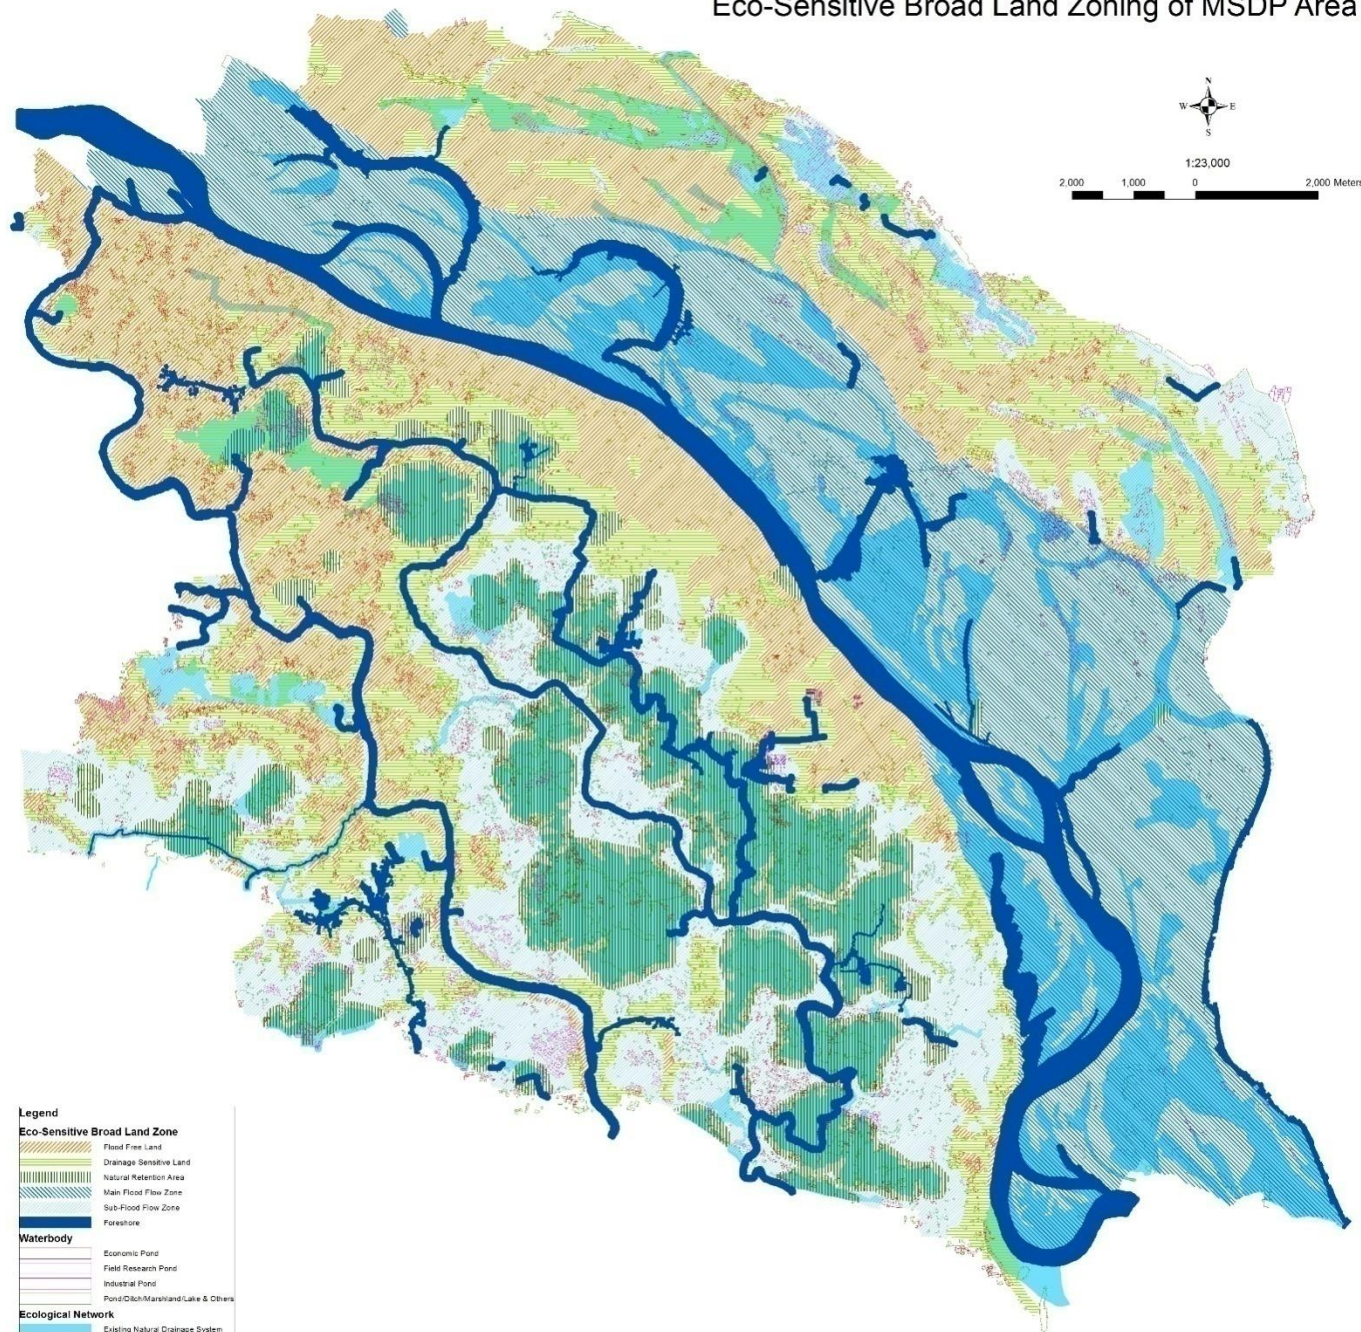 Eco-Sensitive Broad Land Zoning of MSDP Area
N
W E
S
1:23,000
2,000 1,000 0 2,000 Meters
Legend
Eco-Sensitive Broad Land Zone
Flood Free Land
Drainage Sensitive Land
Natural Retention Area
Main Flood Flow Zone
Sub-Flood Flow Zone
Foreshore
Waterbody
Economic Pond
Field Research Pond
Industrial Pond
Pond/Ditch/Marshland/Lake & Others
Ecological Network
Existing Natural Drainage System